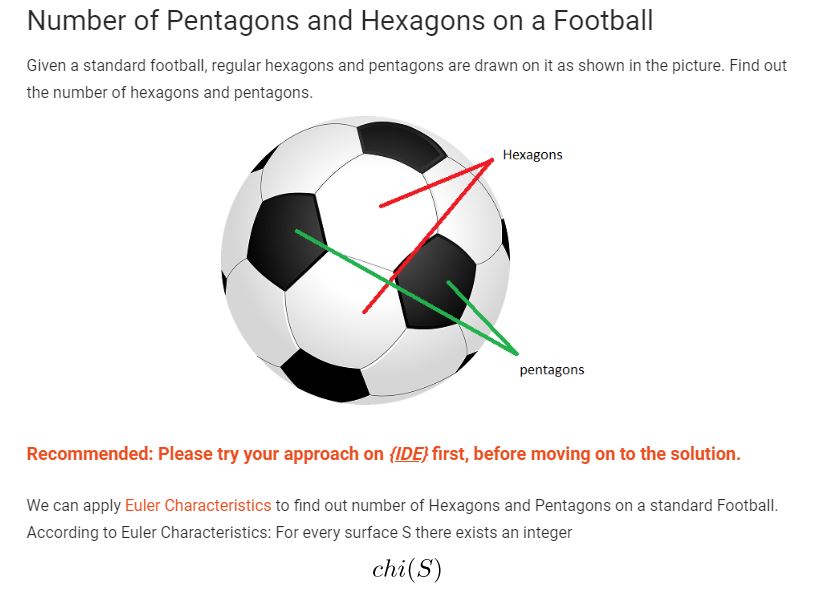 Number of Pentagons and Hexagons on a Football
Given a standard football, regular hexagons and pentagons are drawn on it as shown in the picture. Find out
the number of hexagons and pentagons.
Hexagons
pentagons
Recommended: Please try your approach on {IDE} first, before moving on to the solution.
We can apply Euler Characteristics to find out number of Hexagons and Pentagons on a standard Football.
According to Euler Characteristics: For every surface S there exists an integer
chi(S)